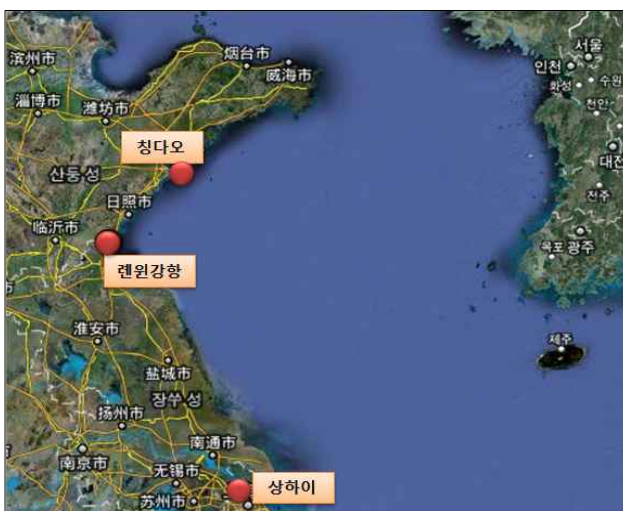 烟台市
서울
滨州市
인천
威海市
수원
화성
淄博市
潍坊市
천안
칭다오
대전
산둥 성
전주
日照市
临沂市
목포
광주
롄윈강항
市
淮安市
제주
盐城市
장쑤 성
扬州市
南通市
南京市
无锡市
상하이
苏州市